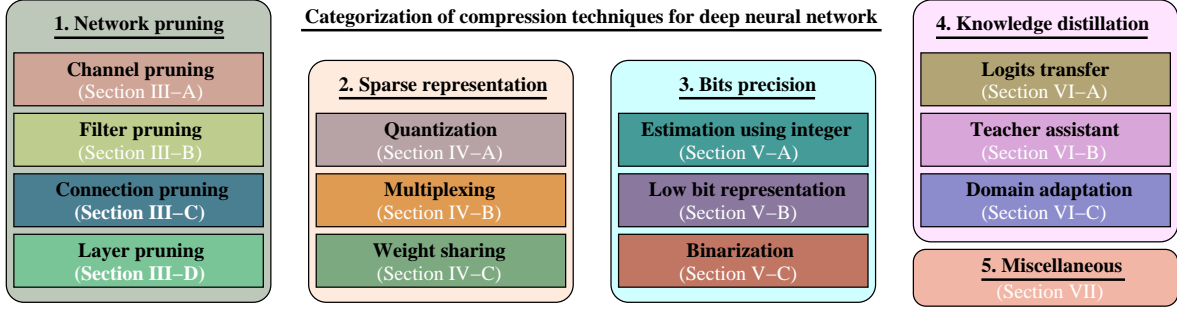 Categorization of compression techniques for deep neural network
1. Network pruning
Channel pruning
(Section III−A)
Filter pruning
(Section III−B)
Connection pruning
(Section III−C)
Layer pruning
(Section III−D)
2. Sparse representation
Quantization
(Section IV−A)
Multiplexing
(Section IV−B)
Weight sharing
(Section IV−C)
3. Bits precision
Estimation using integer
(Section V−A)
Low bit representation
(Section V−B)
Binarization
(Section V−C)
4. Knowledge distillation
Logits transfer
(Section VI−A)
Teacher assistant
(Section VI−B)
Domain adaptation
(Section VI−C)
5. Miscellaneous
(Section VII)